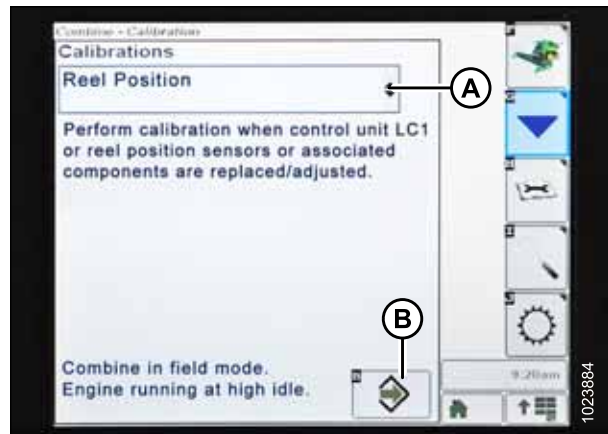 Combine - Calibration
Calibrations
Reel Position
A
Perform calibration when control unit LC1
or reel position sensors or associated
components are replaced/adjusted.
B
Combine in field mode.
Engine running at high idle.
9:20am
1023884